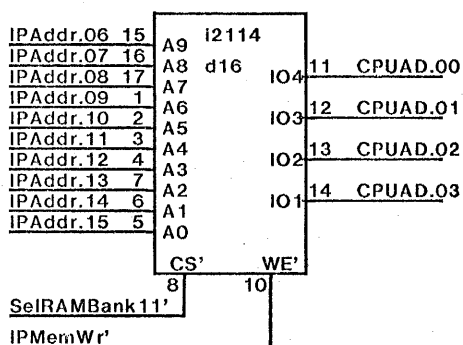 IPAddr.06 15 A9 i2114
IPAddr.07 16 A8 d16 IO4 11 CPUAD.00
IPAddr.08 17 A7
IPAddr.09 1 A6 IO3 12 CPUAD.01
IPAddr.10 2 A5
IPAddr.11 3 A4
IPAddr.12 4 A3 IO2 13 CPUAD.02
IPAddr.13 7 A2
IPAddr.14 6 A1 IO1 14 CPUAD.03
IPAddr.15 5 A0
CS' WE'
8 10
SelRAMBank11'
IPMemWr'